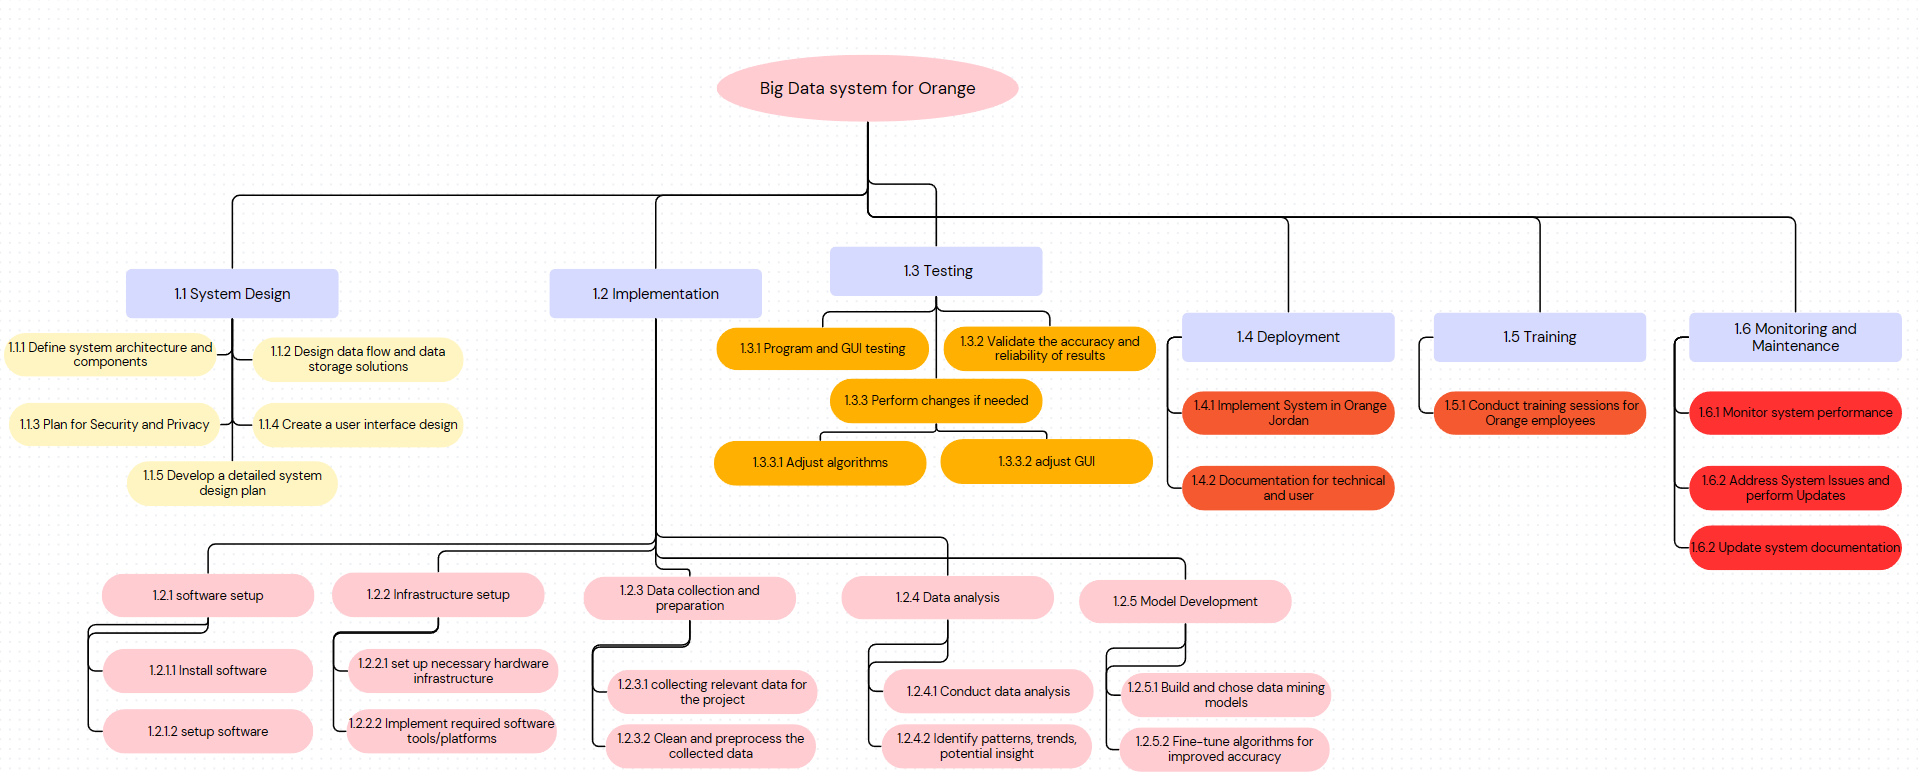 Big Data system for Orange
1.1 System Design
1.1.1 Define system architecture and
components
1.1.2 Design data flow and data
storage solutions
1.1.3 Plan for Security and Privacy
1.1.4 Create a user interface design
1.1.5 Develop a detailed system
design plan
1.2 Implementation
1.2.1 software setup
1.2.1.1 Install software
1.2.1.2 setup software
1.2.2 Infrastructure setup
1.2.2.1 set up necessary hardware
infrastructure
1.2.2.2 Implement required software
tools/platforms
1.2.3 Data collection and
preparation
1.2.3.1 collecting relevant data for
the project
1.2.3.2 Clean and preprocess the
collected data
1.2.4 Data analysis
1.2.4.1 Conduct data analysis
1.2.4.2 Identify patterns, trends,
potential insight
1.2.5 Model Development
1.2.5.1 Build and chose data mining
models
1.2.5.2 Fine-tune algorithms for
improved accuracy
1.3 Testing
1.3.1 Program and GUI testing
1.3.2 Validate the accuracy and
reliability of results
1.3.3 Perform changes if needed
1.3.3.1 Adjust algorithms
1.3.3.2 adjust GUI
1.4 Deployment
1.4.1 Implement System in Orange
Jordan
1.4.2 Documentation for technical
and user
1.5 Training
1.5.1 Conduct training sessions for
Orange employees
1.6 Monitoring and
Maintenance
1.6.1 Monitor system performance
1.6.2 Address System Issues and
perform Updates
1.6.2 Update system documentation